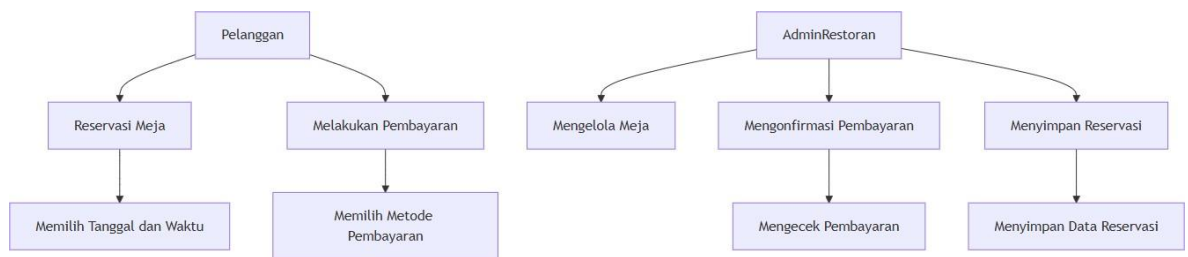 Pelanggan
AdminRestoran
Reservasi Meja
Melakukan Pembayaran
Mengelola Meja
Mengonfirmasi Pembayaran
Menyimpan Reservasi
Memilih Tanggal dan Waktu
Memilih Metode
Pembayaran
Mengecek Pembayaran
Menyimpan Data Reservasi